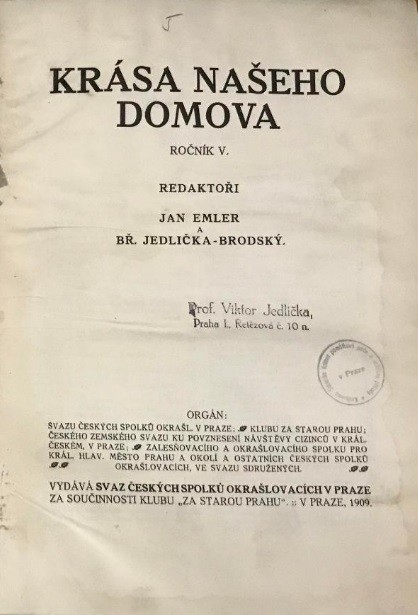 J
KRÁSA NAŠEHO
DOMOVA
ROČNÍK V.
REDAKTOŘI
JAN EMLER
A
BŘ. JEDLIČKA-BRODSKÝ.
Prof. Viktor Jedlička,
Praha I. Řetězová č. 10 n.
v Praze
ORGÁN:
SVAZU ČESKÝCH SPOLKŮ OKRAŠL. V PRAZE; KLUBU ZA STAROU PRAHU;
ČESKÉHO ZEMSKÉHO SVAZU KU POVZNESENÍ NÁVŠTĚVY CIZINCŮ V KRÁL.
ČESKÉM, V PRAZE; ZALESŇOVACÍHO A OKRAŠLOVACÍHO SPOLKU PRO
KRÁL. HLAV. MĚSTO PRAHU A OKOLÍ A OSTATNÍCH ČESKÝCH SPOLKŮ
OKRAŠLOVACÍCH, VE SVAZU SDRUŽENÝCH.
VYDÁVÁ SVAZ ČESKÝCH SPOLKŮ OKRAŠLOVACÍCH V PRAZE
ZA SOUČINNOSTI KLUBU „ZA STAROU PRAHU“. :: V PRAZE, 1909.